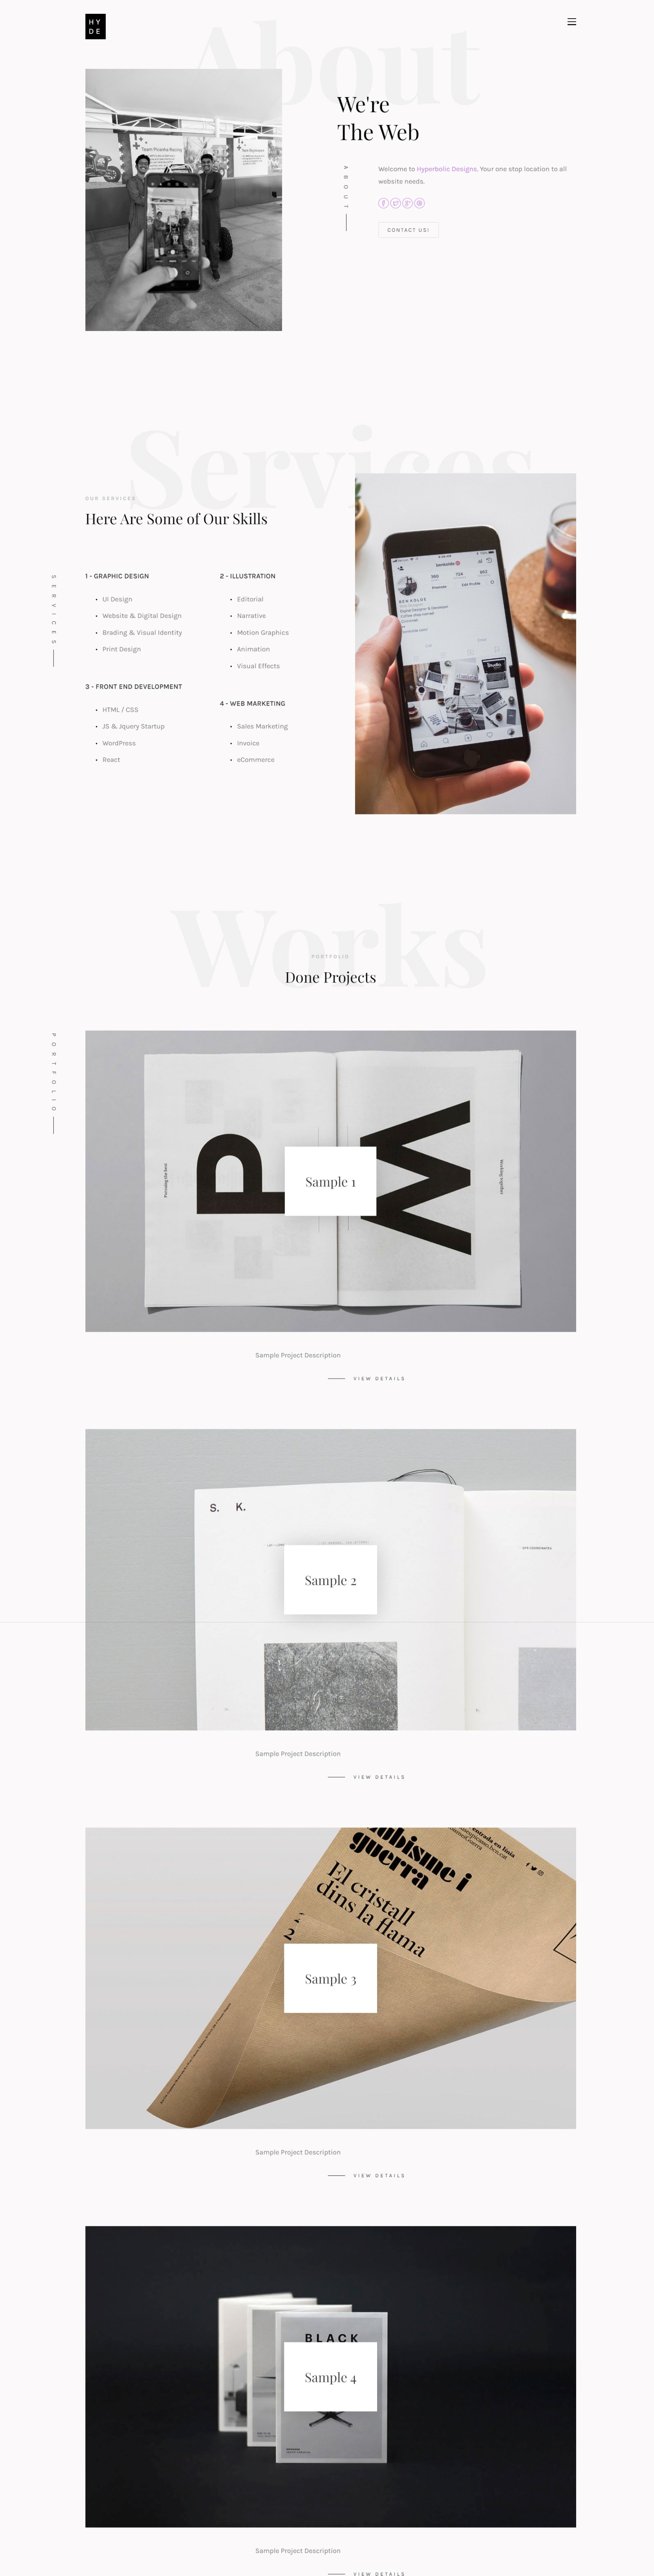 HY
DE
About
We're
The Web
ABOUT
Welcome to Hyperbolic Designs. Your one stop location to all
website needs.
CONTACT US!
Services
OUR SERVICES
Here Are Some of Our Skills
SERVICES
1 - GRAPHIC DESIGN
UI Design
Website & Digital Design
Brading & Visual Identity
Print Design
2 - ILLUSTRATION
Editorial
Narrative
Motion Graphics
Animation
Visual Effects
3 - FRONT END DEVELOPMENT
HTML / CSS
JS & Jquery Startup
WordPress
React
4 - WEB MARKETING
Sales Marketing
Invoice
eCommerce
Works
PORTFOLIO
Done Projects
PORTFOLIO
P W
Sample 1
Sample Project Description
VIEW DETAILS
S. K.
Sample 2
Sample Project Description
VIEW DETAILS
guerra
El cristall
dins la flama
Sample 3
Sample Project Description
VIEW DETAILS
BLACK
Sample 4
Sample Project Description
VIEW DETAILS